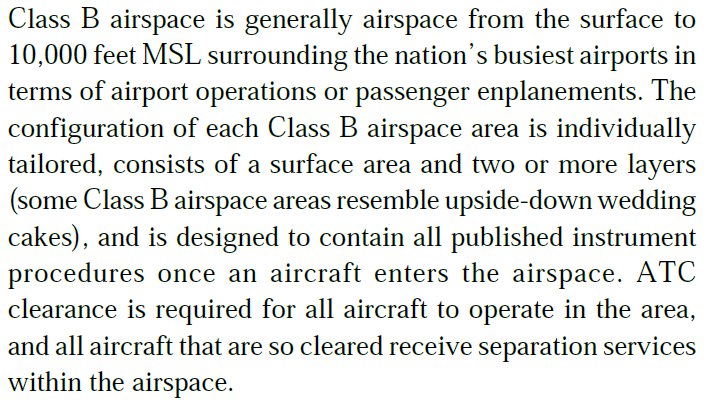 Class B airspace is generally airspace from the surface to
10,000 feet MSL surrounding the nation’s busiest airports in
terms of airport operations or passenger enplanements. The
configuration of each Class B airspace area is individually
tailored, consists of a surface area and two or more layers
(some Class B airspace areas resemble upside-down wedding
cakes), and is designed to contain all published instrument
procedures once an aircraft enters the airspace. ATC
clearance is required for all aircraft to operate in the area,
and all aircraft that are so cleared receive separation services
within the airspace.